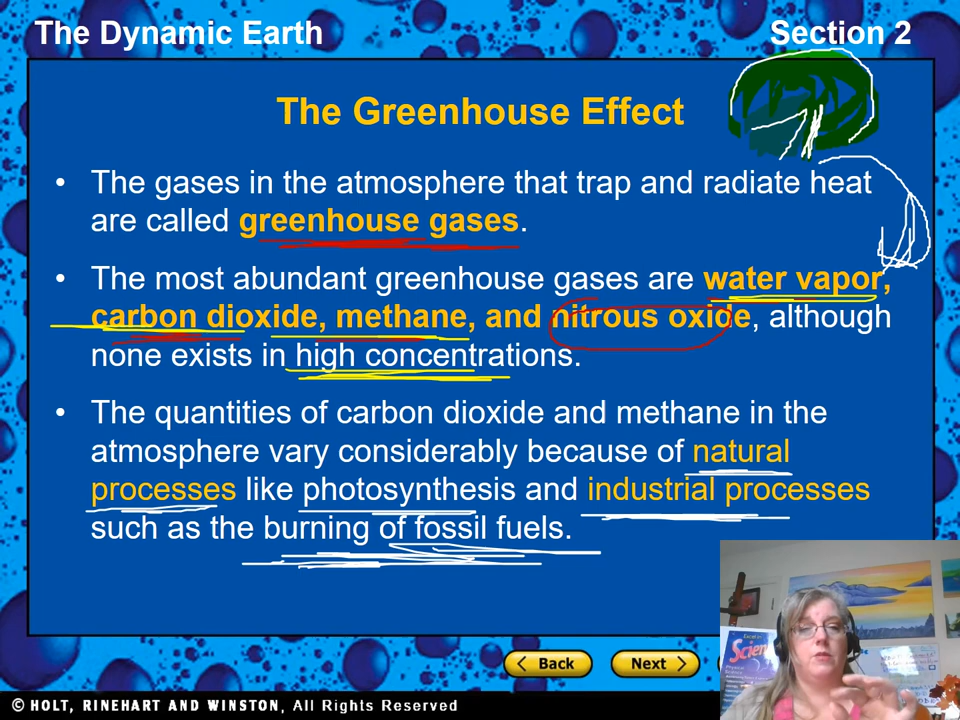 The Dynamic Earth Section 2
The Greenhouse Effect
• The gases in the atmosphere that trap and radiate heat
are called greenhouse gases.
• The most abundant greenhouse gases are water vapor,
carbon dioxide, methane, and nitrous oxide, although
none exists in high concentrations.
• The quantities of carbon dioxide and methane in the
atmosphere vary considerably because of natural
processes like photosynthesis and industrial processes
such as the burning of fossil fuels.
< Back Next >
© HOLT, RINEHART AND WINSTON, All Rights Reserved